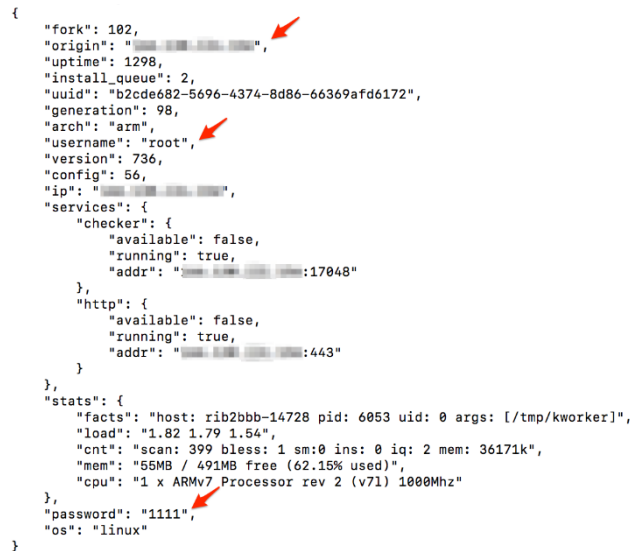 {
"fork": 102,
"origin": "",
"uptime": 1298,
"install_queue": 2,
"uuid": "b2cde682-5696-4374-8d86-66369afd6172",
"generation": 98,
"arch": "arm",
"username": "root",
"version": 736,
"config": 56,
"ip": "",
"services": {
"checker": {
"available": false,
"running": true,
"addr": ":17048"
},
"http": {
"available": false,
"running": true,
"addr": ":443"
}
},
"stats": {
"facts": "host: rib2bbb-14728 pid: 6053 uid: 0 args: [/tmp/kworker]",
"load": "1.82 1.79 1.54",
"cnt": "scan: 399 bless: 1 sm:0 ins: 0 iq: 2 mem: 36171k",
"mem": "55MB / 491MB free (62.15% used)",
"cpu": "1 x ARMv7 Processor rev 2 (v7l) 1000Mhz"
},
"password": "1111",
"os": "linux"
}